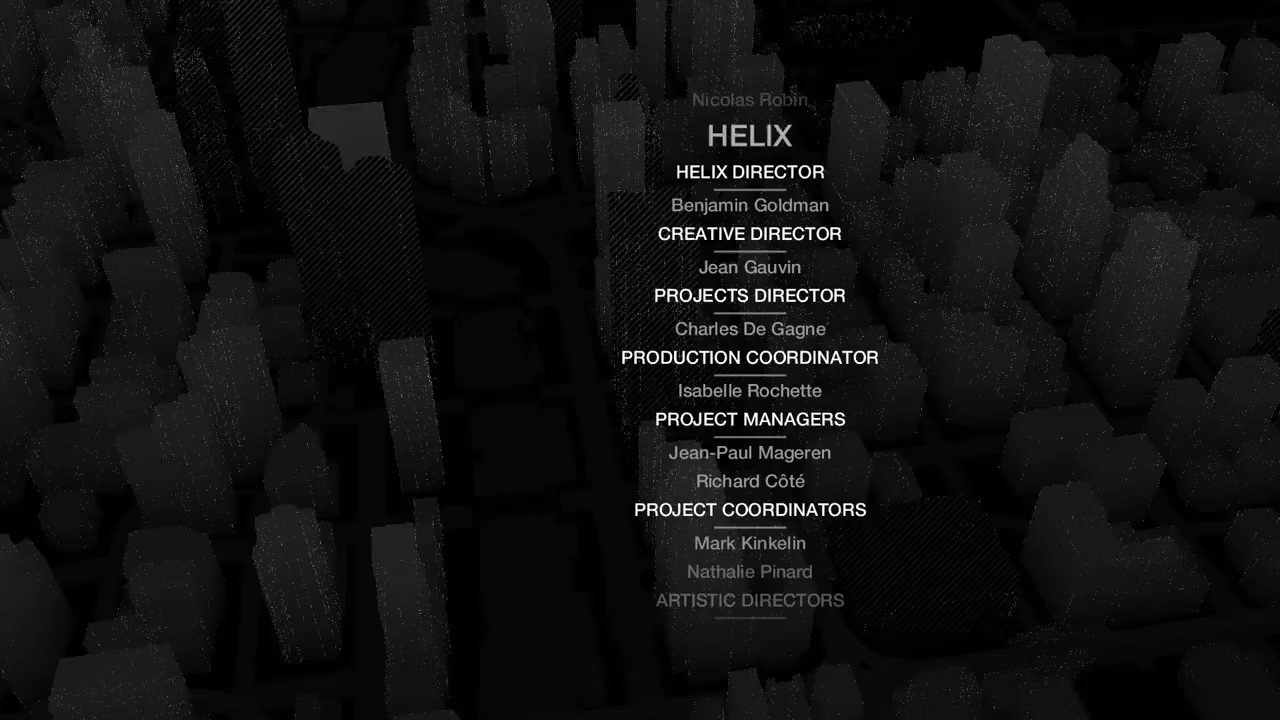 Nicolas Robin
HELIX
HELIX DIRECTOR
Benjamin Goldman
CREATIVE DIRECTOR
Jean Gauvin
PROJECTS DIRECTOR
Charles De Gagne
PRODUCTION COORDINATOR
Isabelle Rochette
PROJECT MANAGERS
Jean-Paul Mageren
Richard Côté
PROJECT COORDINATORS
Mark Kinkelin
Nathalie Pinard
ARTISTIC DIRECTORS